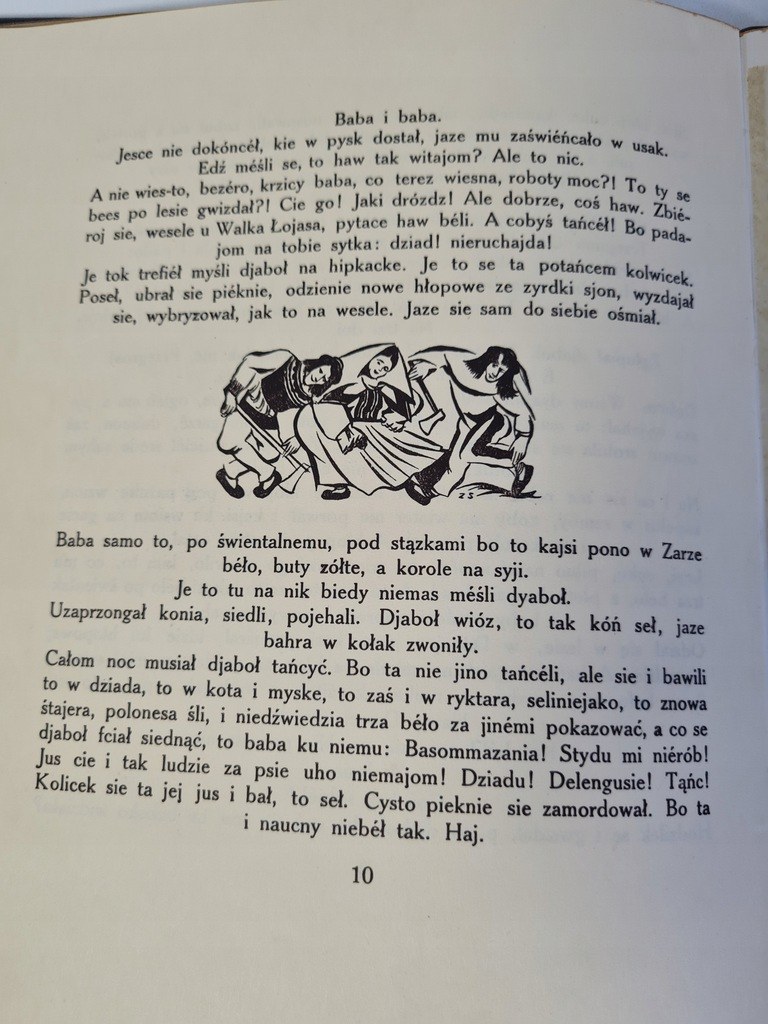 Baba i baba.
Jesce nie dokóncéł, kie w pysk dostał, jaze mu zaświéńcało w usak.
Edź méśli se, to haw tak witajom? Ale to nic.
A nie wies-to, bezéro, krzicy baba, co terez wiesna, roboty moc?! To ty se
bees po lesie gwizdał?! Cie go! Jaki drózdz! Ale dobrze, coś haw. Zbié-
roj sie, wesele u Walka Łojasa, pytace haw béli. A cobyś tańcéł! Bo pada-
jom na tobie sytka: dziad! nieruchajda!
Je tok trefiéł myśli djaboł na hipkacke. Je to se ta potańcem kolwicek.
Poseł, ubrał sie piéknie, odzienie nowe hłopowe ze zyrdki sjon, wyzdajał
sie, wybryzował, jak to na wesele. Jaze sie sam do siebie ośmiał.
ZS
Baba samo to, po świentalnemu, pod stązkami bo to kajsi pono w Zarze
béło, buty zółte, a korole na syji.
Je to tu na nik biedy niemas méśli dyaboł.
Uzaprzongał konia, siedli, pojehali. Djaboł wióz, to tak kóń seł, jaze
bahra w kołak zwoniły.
Całom noc musiał djaboł tańcyć. Bo ta nie jino tańcéli, ale sie i bawili
to w dziada, to w kota i myske, to zaś i w ryktara, seliniejako, to znowa
śtajera, polonesa śli, i niedźwiedzia trza béło za jinémi pokazować, a co se
djaboł fciał siednąć, to baba ku niemu: Basommazania! Stydu mi niérób!
Jus cie i tak ludzie za psie uho niemajom! Dziadu! Delengusie! Tąńc!
Kolicek sie ta jej jus i bał, to seł. Cysto pieknie sie zamordował. Bo ta
i naucny niebéł tak. Haj.
10